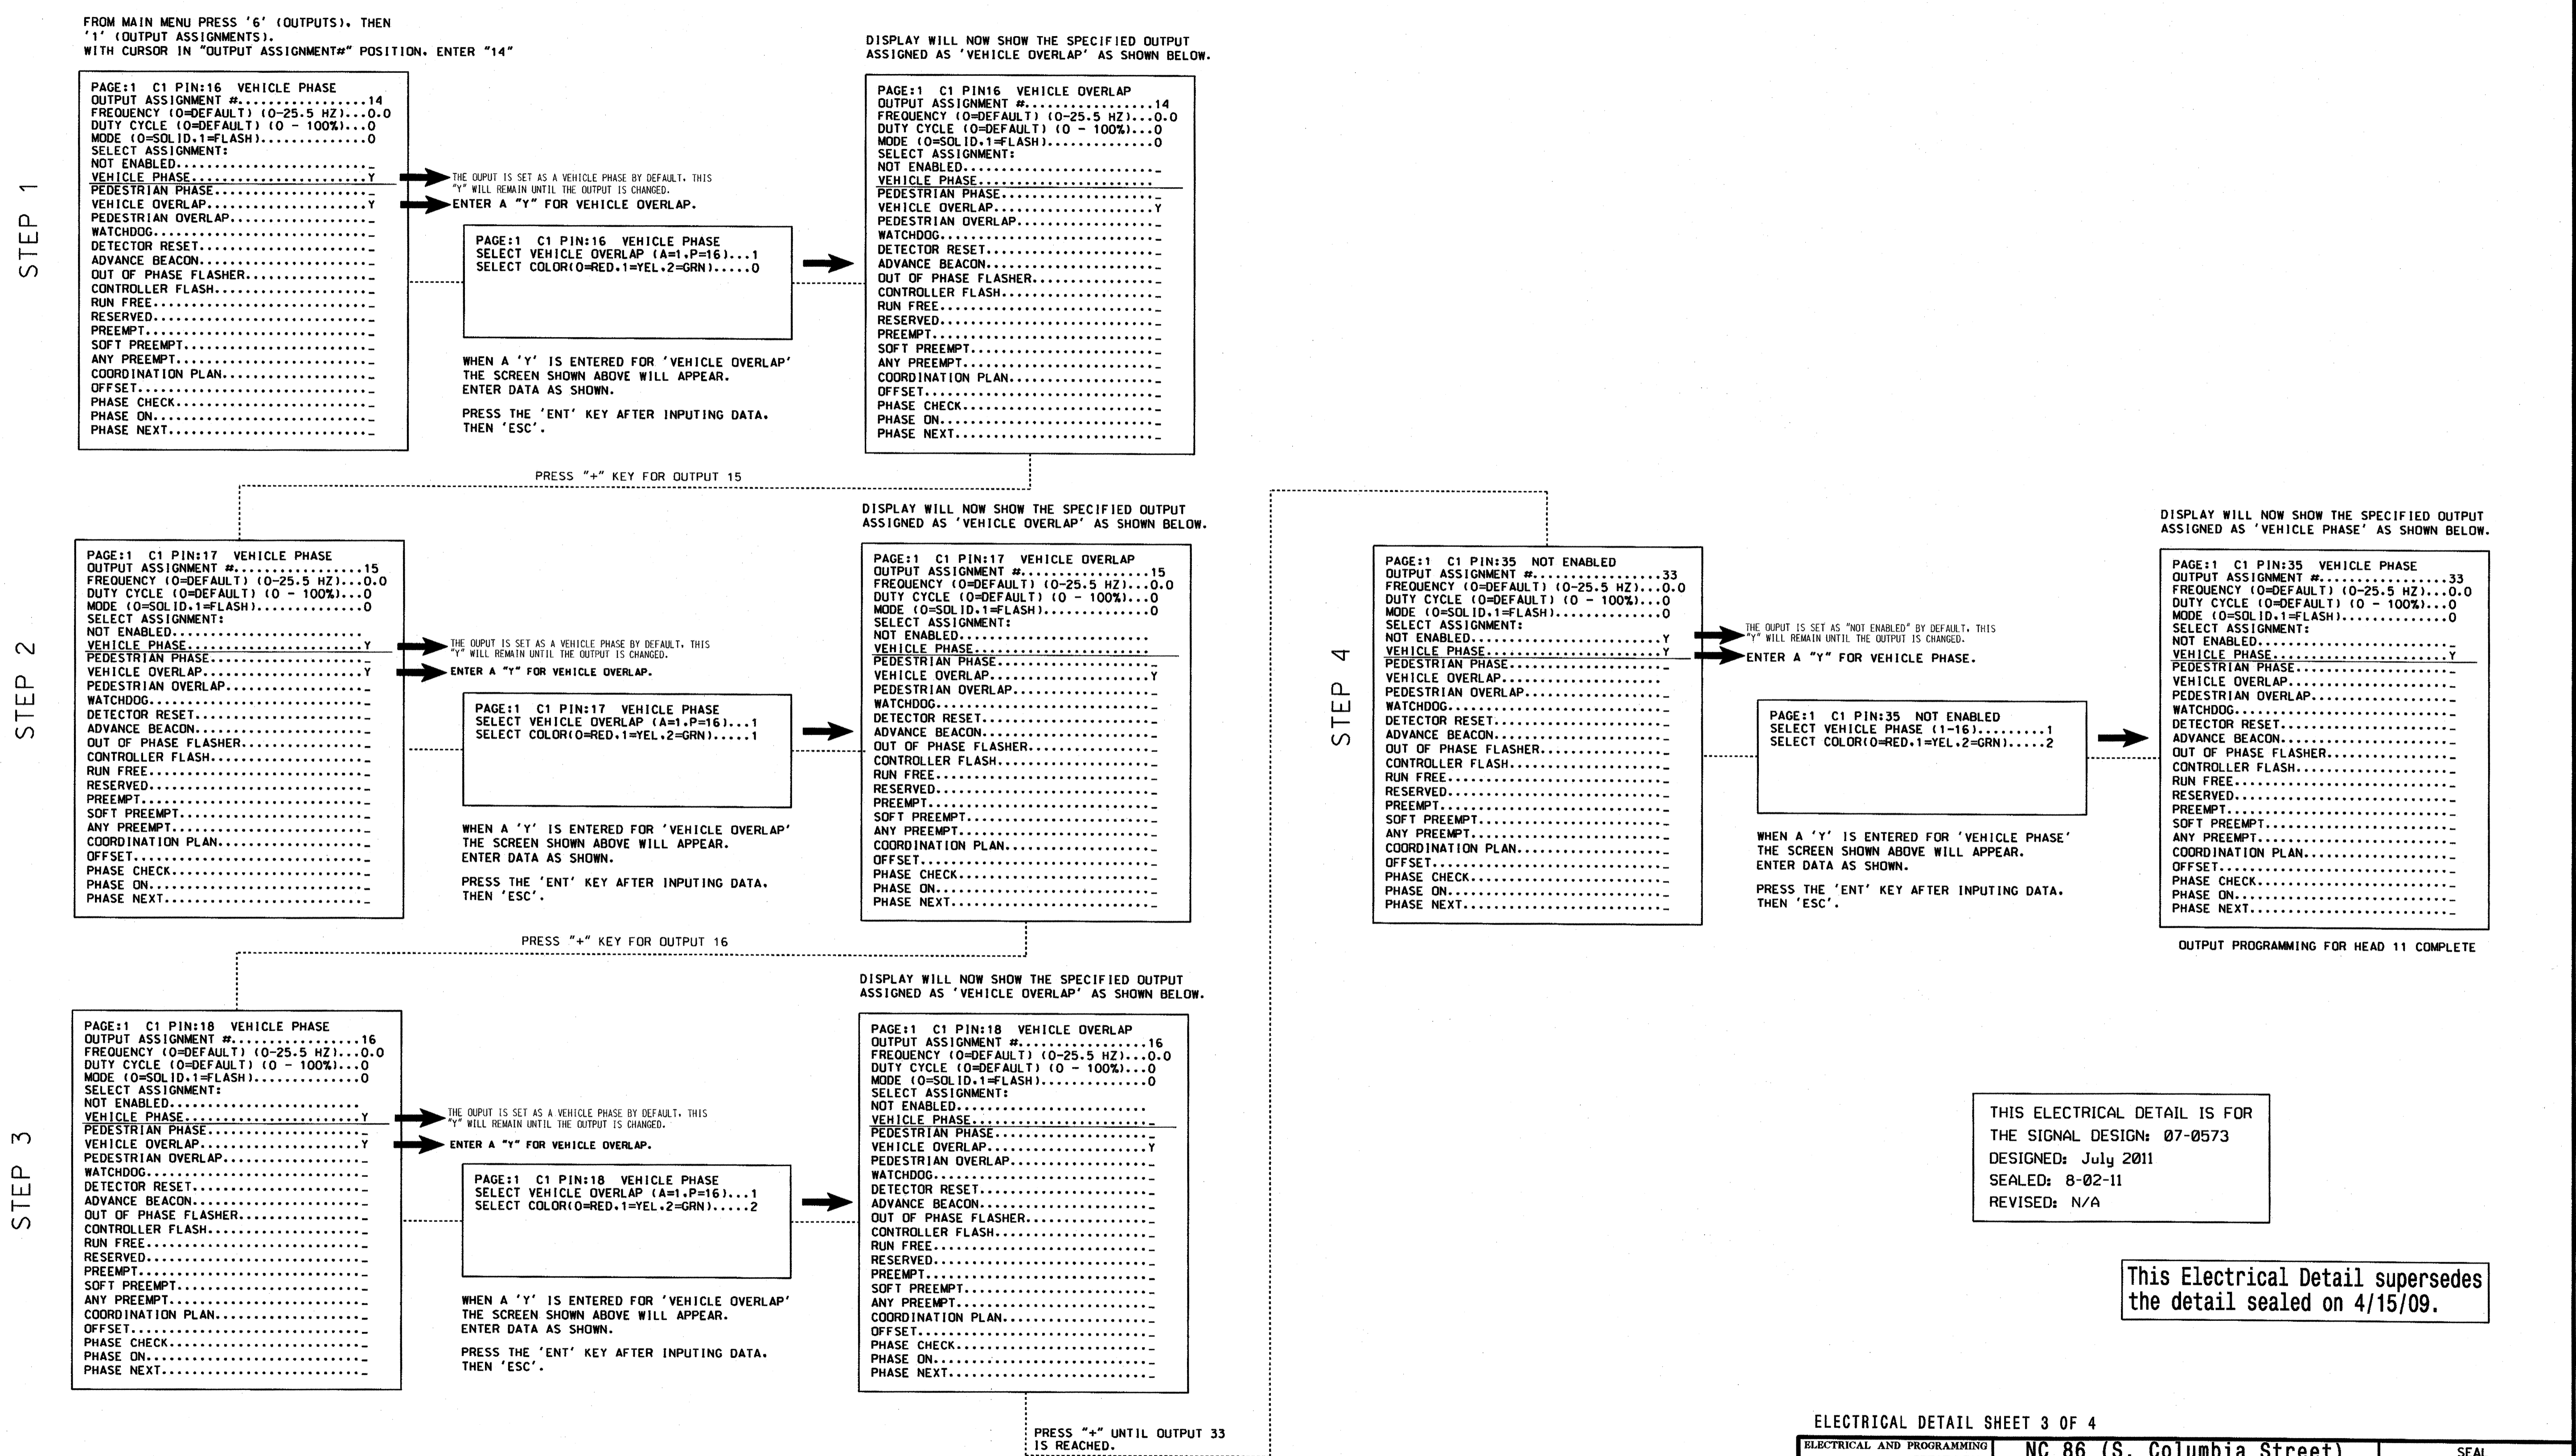 FROM MAIN MENU PRESS '6' (OUTPUTS), THEN
'1' (OUTPUT ASSIGNMENTS).
WITH CURSOR IN "OUTPUT ASSIGNMENT#" POSITION, ENTER "14"
STEP 1
PAGE:1 C1 PIN:16 VEHICLE PHASE
OUTPUT ASSIGNMENT #.................14
FREQUENCY (0=DEFAULT) (0-25.5 HZ)...0.0
DUTY CYCLE (0=DEFAULT) (0 - 100%)...0
MODE (0=SOLID,1=FLASH)..............0
SELECT ASSIGNMENT:
NOT ENABLED........................._
VEHICLE PHASE.......................Y
PEDESTRIAN PHASE...................._
VEHICLE OVERLAP.....................Y
PEDESTRIAN OVERLAP.................._
WATCHDOG............................_
DETECTOR RESET......................_
ADVANCE BEACON......................_
OUT OF PHASE FLASHER................_
CONTROLLER FLASH...................._
RUN FREE............................_
RESERVED............................_
PREEMPT............................._
SOFT PREEMPT........................_
ANY PREEMPT........................._
COORDINATION PLAN..................._
OFFSET.............................._
PHASE CHECK........................._
PHASE ON............................_
PHASE NEXT.........................._
THE OUPUT IS SET AS A VEHICLE PHASE BY DEFAULT, THIS
"Y" WILL REMAIN UNTIL THE OUTPUT IS CHANGED.
ENTER A "Y" FOR VEHICLE OVERLAP.
PAGE:1 C1 PIN:16 VEHICLE PHASE
SELECT VEHICLE OVERLAP (A=1,P=16)...1
SELECT COLOR(0=RED,1=YEL,2=GRN).....0
WHEN A 'Y' IS ENTERED FOR 'VEHICLE OVERLAP'
THE SCREEN SHOWN ABOVE WILL APPEAR.
ENTER DATA AS SHOWN.
PRESS THE 'ENT' KEY AFTER INPUTING DATA,
THEN 'ESC'.
DISPLAY WILL NOW SHOW THE SPECIFIED OUTPUT
ASSIGNED AS 'VEHICLE OVERLAP' AS SHOWN BELOW.
PAGE:1 C1 PIN16 VEHICLE OVERLAP
OUTPUT ASSIGNMENT #.................14
FREQUENCY (0=DEFAULT) (0-25.5 HZ)...0.0
DUTY CYCLE (0=DEFAULT) (0 - 100%)...0
MODE (0=SOLID,1=FLASH)..............0
SELECT ASSIGNMENT:
NOT ENABLED........................._
VEHICLE PHASE.......................
PEDESTRIAN PHASE...................._
VEHICLE OVERLAP.....................Y
PEDESTRIAN OVERLAP.................._
WATCHDOG............................_
DETECTOR RESET......................_
ADVANCE BEACON......................_
OUT OF PHASE FLASHER................_
CONTROLLER FLASH...................._
RUN FREE............................_
RESERVED............................_
PREEMPT............................._
SOFT PREEMPT........................_
ANY PREEMPT........................._
COORDINATION PLAN..................._
OFFSET.............................._
PHASE CHECK........................._
PHASE ON............................_
PHASE NEXT.........................._
PRESS "+" KEY FOR OUTPUT 15
STEP 2
PAGE:1 C1 PIN:17 VEHICLE PHASE
OUTPUT ASSIGNMENT #.................15
FREQUENCY (0=DEFAULT) (0-25.5 HZ)...0.0
DUTY CYCLE (0=DEFAULT) (0 - 100%)...0
MODE (0=SOLID,1=FLASH)..............0
SELECT ASSIGNMENT:
NOT ENABLED.........................
VEHICLE PHASE.......................Y
PEDESTRIAN PHASE...................._
VEHICLE OVERLAP.....................Y
PEDESTRIAN OVERLAP.................._
WATCHDOG............................_
DETECTOR RESET......................_
ADVANCE BEACON......................_
OUT OF PHASE FLASHER................_
CONTROLLER FLASH...................._
RUN FREE............................_
RESERVED............................_
PREEMPT............................._
SOFT PREEMPT........................_
ANY PREEMPT........................._
COORDINATION PLAN..................._
OFFSET.............................._
PHASE CHECK........................._
PHASE ON............................_
PHASE NEXT.........................._
THE OUPUT IS SET AS A VEHICLE PHASE BY DEFAULT, THIS
"Y" WILL REMAIN UNTIL THE OUTPUT IS CHANGED.
ENTER A "Y" FOR VEHICLE OVERLAP.
PAGE:1 C1 PIN:17 VEHICLE PHASE
SELECT VEHICLE OVERLAP (A=1,P=16)...1
SELECT COLOR(0=RED,1=YEL,2=GRN).....1
WHEN A 'Y' IS ENTERED FOR 'VEHICLE OVERLAP'
THE SCREEN SHOWN ABOVE WILL APPEAR.
ENTER DATA AS SHOWN.
PRESS THE 'ENT' KEY AFTER INPUTING DATA,
THEN 'ESC'.
DISPLAY WILL NOW SHOW THE SPECIFIED OUTPUT
ASSIGNED AS 'VEHICLE OVERLAP' AS SHOWN BELOW.
PAGE:1 C1 PIN:17 VEHICLE OVERLAP
OUTPUT ASSIGNMENT #.................15
FREQUENCY (0=DEFAULT) (0-25.5 HZ)...0.0
DUTY CYCLE (0=DEFAULT) (0 - 100%)...0
MODE (0=SOLID,1=FLASH)..............0
SELECT ASSIGNMENT:
NOT ENABLED.........................
VEHICLE PHASE.......................
PEDESTRIAN PHASE...................._
VEHICLE OVERLAP.....................Y
PEDESTRIAN OVERLAP.................._
WATCHDOG............................_
DETECTOR RESET......................_
ADVANCE BEACON......................_
OUT OF PHASE FLASHER................_
CONTROLLER FLASH...................._
RUN FREE............................_
RESERVED............................_
PREEMPT............................._
SOFT PREEMPT........................_
ANY PREEMPT........................._
COORDINATION PLAN..................._
OFFSET.............................._
PHASE CHECK........................._
PHASE ON............................_
PHASE NEXT.........................._
PRESS "+" KEY FOR OUTPUT 16
STEP 3
PAGE:1 C1 PIN:18 VEHICLE PHASE
OUTPUT ASSIGNMENT #.................16
FREQUENCY (0=DEFAULT) (0-25.5 HZ)...0.0
DUTY CYCLE (0=DEFAULT) (0 - 100%)...0
MODE (0=SOLID,1=FLASH)..............0
SELECT ASSIGNMENT:
NOT ENABLED.........................
VEHICLE PHASE.......................Y
PEDESTRIAN PHASE...................._
VEHICLE OVERLAP.....................Y
PEDESTRIAN OVERLAP.................._
WATCHDOG............................_
DETECTOR RESET......................_
ADVANCE BEACON......................_
OUT OF PHASE FLASHER................_
CONTROLLER FLASH...................._
RUN FREE............................_
RESERVED............................_
PREEMPT............................._
SOFT PREEMPT........................_
ANY PREEMPT........................._
COORDINATION PLAN..................._
OFFSET.............................._
PHASE CHECK........................._
PHASE ON............................_
PHASE NEXT.........................._
THE OUPUT IS SET AS A VEHICLE PHASE BY DEFAULT, THIS
"Y" WILL REMAIN UNTIL THE OUTPUT IS CHANGED.
ENTER A "Y" FOR VEHICLE OVERLAP.
PAGE:1 C1 PIN:18 VEHICLE PHASE
SELECT VEHICLE OVERLAP (A=1,P=16)...1
SELECT COLOR(0=RED,1=YEL,2=GRN).....2
WHEN A 'Y' IS ENTERED FOR 'VEHICLE OVERLAP'
THE SCREEN SHOWN ABOVE WILL APPEAR.
ENTER DATA AS SHOWN.
PRESS THE 'ENT' KEY AFTER INPUTING DATA,
THEN 'ESC'.
DISPLAY WILL NOW SHOW THE SPECIFIED OUTPUT
ASSIGNED AS 'VEHICLE OVERLAP' AS SHOWN BELOW.
PAGE:1 C1 PIN:18 VEHICLE OVERLAP
OUTPUT ASSIGNMENT #.................16
FREQUENCY (0=DEFAULT) (0-25.5 HZ)...0.0
DUTY CYCLE (0=DEFAULT) (0 - 100%)...0
MODE (0=SOLID,1=FLASH)..............0
SELECT ASSIGNMENT:
NOT ENABLED.........................
VEHICLE PHASE......................._
PEDESTRIAN PHASE...................._
VEHICLE OVERLAP.....................Y
PEDESTRIAN OVERLAP.................._
WATCHDOG............................_
DETECTOR RESET......................_
ADVANCE BEACON......................_
OUT OF PHASE FLASHER................_
CONTROLLER FLASH...................._
RUN FREE............................_
RESERVED............................_
PREEMPT............................._
SOFT PREEMPT........................_
ANY PREEMPT........................._
COORDINATION PLAN..................._
OFFSET.............................._
PHASE CHECK........................._
PHASE ON............................_
PHASE NEXT.........................._
PRESS "+" UNTIL OUTPUT 33
IS REACHED.
STEP 4
PAGE:1 C1 PIN:35 NOT ENABLED
OUTPUT ASSIGNMENT #.................33
FREQUENCY (0=DEFAULT) (0-25.5 HZ)...0.0
DUTY CYCLE (0=DEFAULT) (0 - 100%)...0
MODE (0=SOLID,1=FLASH)..............0
SELECT ASSIGNMENT:
NOT ENABLED.........................Y
VEHICLE PHASE.......................Y
PEDESTRIAN PHASE...................._
VEHICLE OVERLAP.....................
PEDESTRIAN OVERLAP.................._
WATCHDOG............................_
DETECTOR RESET......................_
ADVANCE BEACON......................_
OUT OF PHASE FLASHER................_
CONTROLLER FLASH...................._
RUN FREE............................_
RESERVED............................_
PREEMPT............................._
SOFT PREEMPT........................_
ANY PREEMPT........................._
COORDINATION PLAN..................._
OFFSET.............................._
PHASE CHECK........................._
PHASE ON............................_
PHASE NEXT.........................._
THE OUPUT IS SET AS "NOT ENABLED" BY DEFAULT, THIS
"Y" WILL REMAIN UNTIL THE OUTPUT IS CHANGED.
ENTER A "Y" FOR VEHICLE PHASE.
PAGE:1 C1 PIN:35 NOT ENABLED
SELECT VEHICLE PHASE (1-16).........1
SELECT COLOR(0=RED,1=YEL,2=GRN).....2
WHEN A 'Y' IS ENTERED FOR 'VEHICLE PHASE'
THE SCREEN SHOWN ABOVE WILL APPEAR.
ENTER DATA AS SHOWN.
PRESS THE 'ENT' KEY AFTER INPUTING DATA,
THEN 'ESC'.
DISPLAY WILL NOW SHOW THE SPECIFIED OUTPUT
ASSIGNED AS 'VEHICLE PHASE' AS SHOWN BELOW.
PAGE:1 C1 PIN:35 VEHICLE PHASE
OUTPUT ASSIGNMENT #.................33
FREQUENCY (0=DEFAULT) (0-25.5 HZ)...0.0
DUTY CYCLE (0=DEFAULT) (0 - 100%)...0
MODE (0=SOLID,1=FLASH)..............0
SELECT ASSIGNMENT:
NOT ENABLED........................._
VEHICLE PHASE.......................Y
PEDESTRIAN PHASE...................._
VEHICLE OVERLAP....................._
PEDESTRIAN OVERLAP.................._
WATCHDOG............................_
DETECTOR RESET......................_
ADVANCE BEACON......................_
OUT OF PHASE FLASHER................_
CONTROLLER FLASH...................._
RUN FREE............................_
RESERVED............................_
PREEMPT............................._
SOFT PREEMPT........................_
ANY PREEMPT........................._
COORDINATION PLAN..................._
OFFSET.............................._
PHASE CHECK........................._
PHASE ON............................_
PHASE NEXT.........................._
OUTPUT PROGRAMMING FOR HEAD 11 COMPLETE
THIS ELECTRICAL DETAIL IS FOR
THE SIGNAL DESIGN: 07-0573
DESIGNED: July 2011
SEALED: 8-02-11
REVISED: N/A
This Electrical Detail supersedes
the detail sealed on 4/15/09.
ELECTRICAL DETAIL SHEET 3 OF 4
ELECTRICAL AND PROGRAMMING
NC 86 (S. Columbia Street)
SEAL